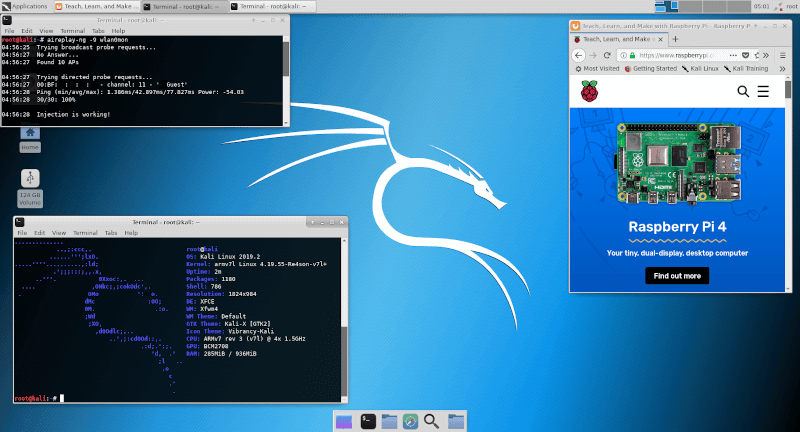 Applications
Teach, Learn, and Make ...
Terminal - root@kali: ~
Terminal - root@kali: ~
05:01
root
Terminal - root@kali: ~
File Edit View Terminal Tabs Help
root@kali:~# aireplay-ng -9 wlan0mon
04:56:25 Trying broadcast probe requests...
04:56:27 No Answer...
04:56:27 Found 10 APs
04:56:27 Trying directed probe requests...
04:56:27 00:BF: : : : - channel: 11 - ' Guest'
04:56:28 Ping (min/avg/max): 1.386ms/42.897ms/77.827ms Power: -54.03
04:56:28 30/30: 100%
04:56:28 Injection is working!
Home
124 GB
Volume
Teach, Learn, and Make with Raspberry Pi - Raspberry P
Teach, Learn, and Make
https://www.raspberrypi.
Most Visited Getting Started Kali Linux Kali Training
Raspberry Pi 4
Your tiny, dual-display, desktop computer
Find out more
Terminal - root@kali: ~
File Edit View Terminal Tabs Help
root@kali
OS: Kali Linux 2019.2
Kernel: armv7l Linux 4.19.55-Re4son-v7l+
Uptime: 2m
Packages: 1180
Shell: 786
Resolution: 1824x984
DE: XFCE
WM: Xfwm4
WM Theme: Default
GTK Theme: Kali-X [GTK2]
Icon Theme: Vibrancy-Kali
CPU: ARMv7 rev 3 (v7l) @ 4x 1.5GHz
GPU: BCM2708
RAM: 285MiB / 936MiB
root@kali:~#